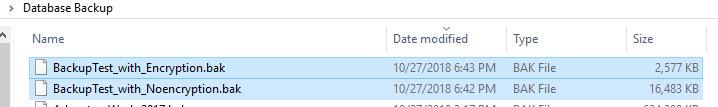 Database Backup
Name Date modified Type Size
BackupTest_with_Encryption.bak 10/27/2018 6:43 PM BAK File 2,577 KB
BackupTest_with_Noencryption.bak 10/27/2018 6:42 PM BAK File 16,483 KB